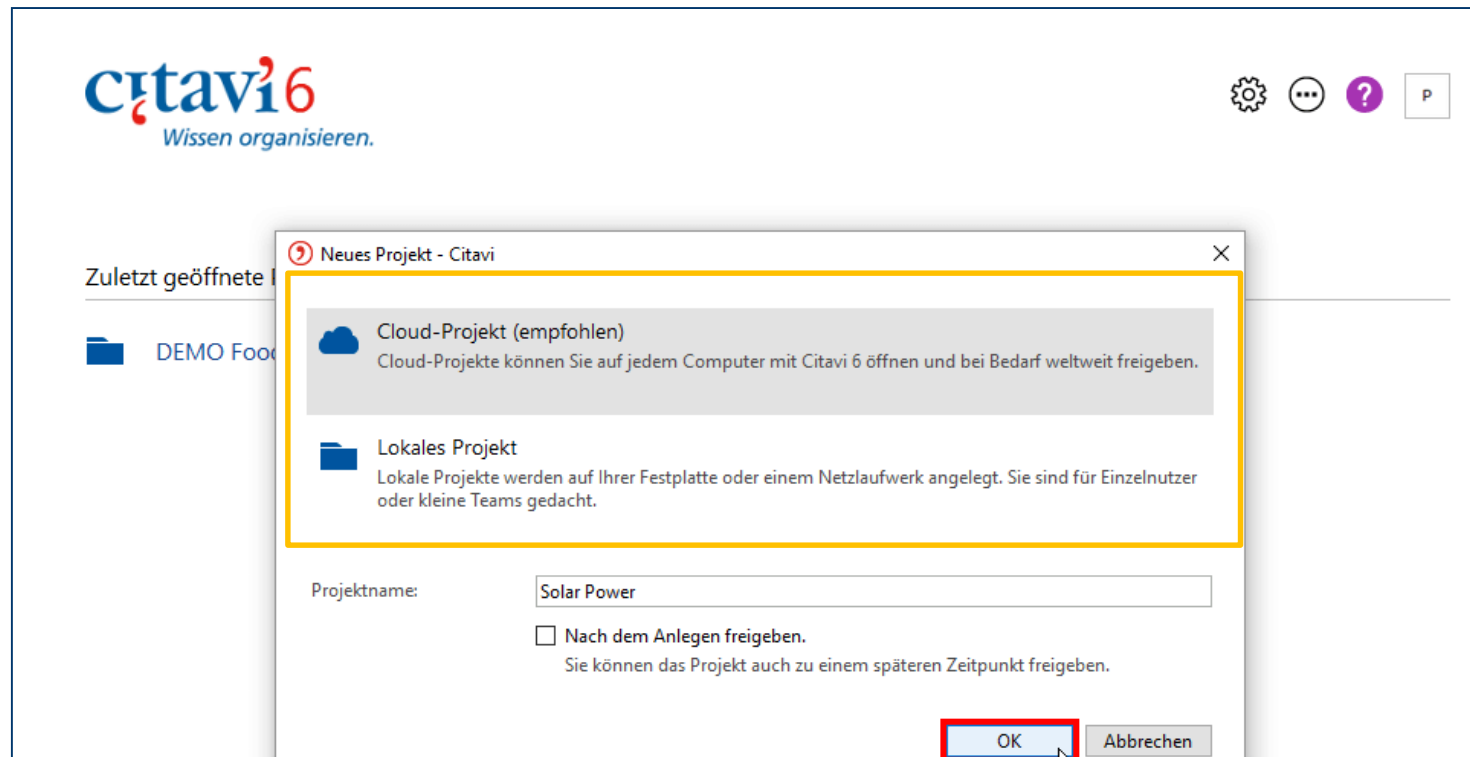 citavi 6
Wissen organisieren.
?
P
Neues Projekt - Citavi
Zuletzt geöffnete
Cloud-Projekt (empfohlen)
DEMO Food
Cloud-Projekte können Sie auf jedem Computer mit Citavi 6 öffnen und bei Bedarf weltweit freigeben.
Lokales Projekt
Lokale Projekte werden auf Ihrer Festplatte oder einem Netzlaufwerk angelegt. Sie sind für Einzelnutzer
oder kleine Teams gedacht.
Projektname:
Solar Power
Nach dem Anlegen freigeben.
Sie können das Projekt auch zu einem späteren Zeitpunkt freigeben.
OK
Abbrechen